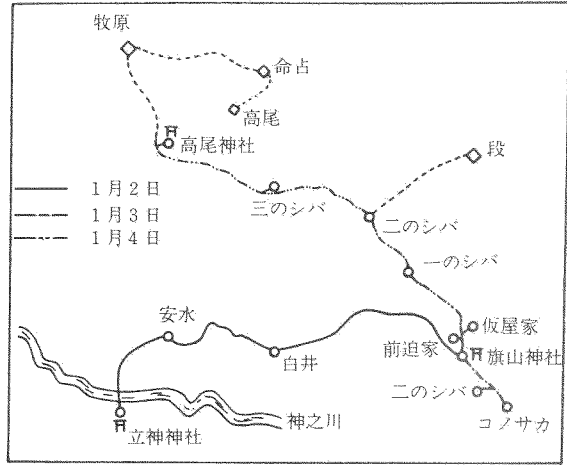 牧原
命占
高尾
高尾神社
段
1月2日
三のシバ
1月3日
二のシバ
1月4日
一のシバ
安水
仮屋家
前迫家
旗山神社
白井
二のシバ
立神神社
神之川
コノサカ